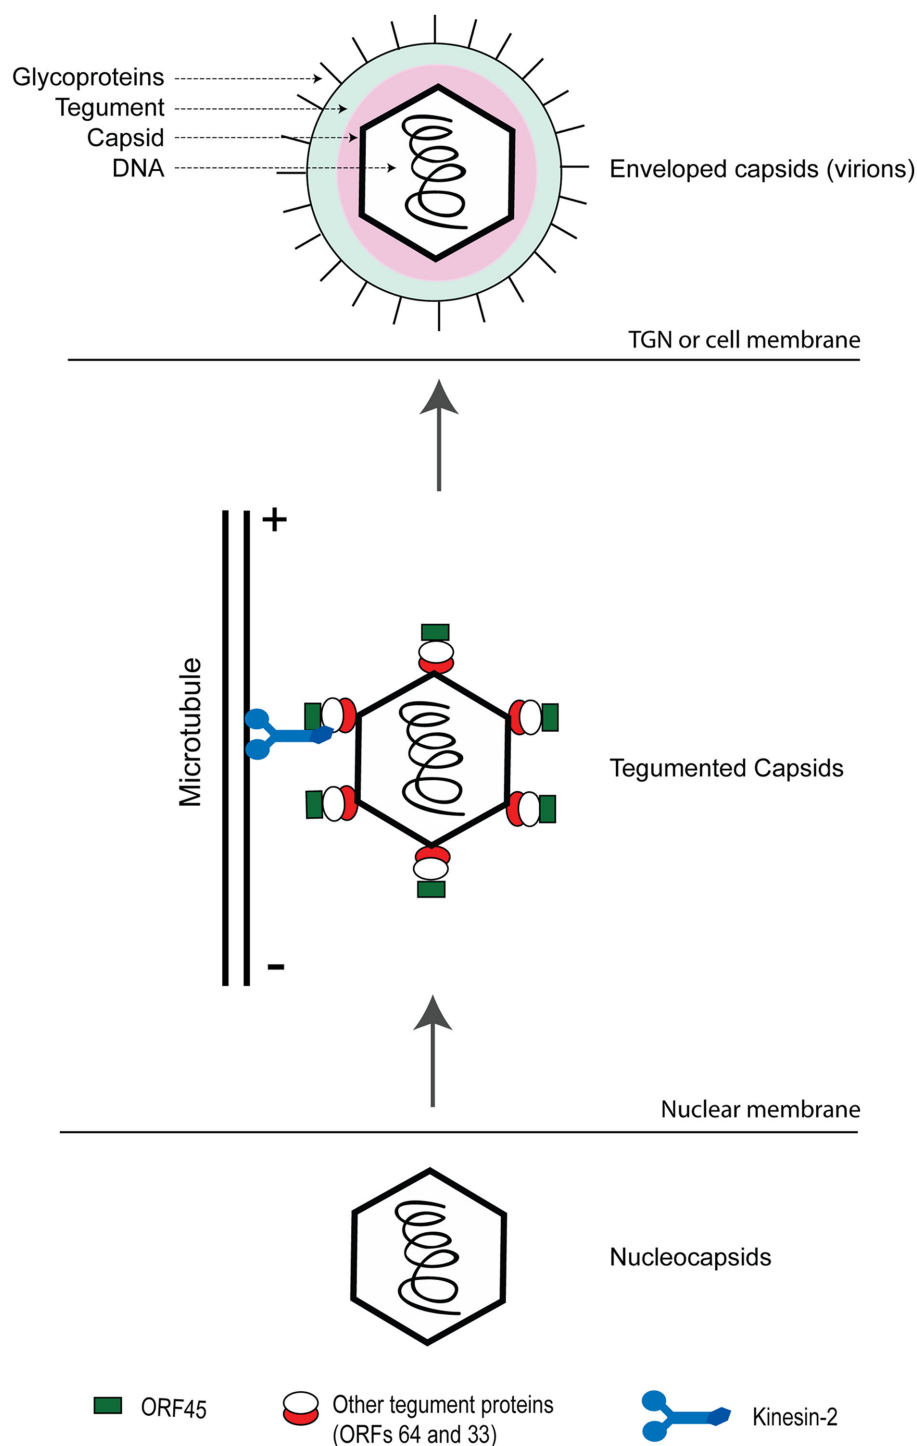 Glycoproteins
Tegument
Capsid
DNA
Enveloped capsids (virions)
TGN or cell membrane
+
Microtubule
Tegumented Capsids
-
Nuclear membrane
Nucleocapsids
ORF45
Other tegument proteins
(ORFs 64 and 33)
Kinesin-2